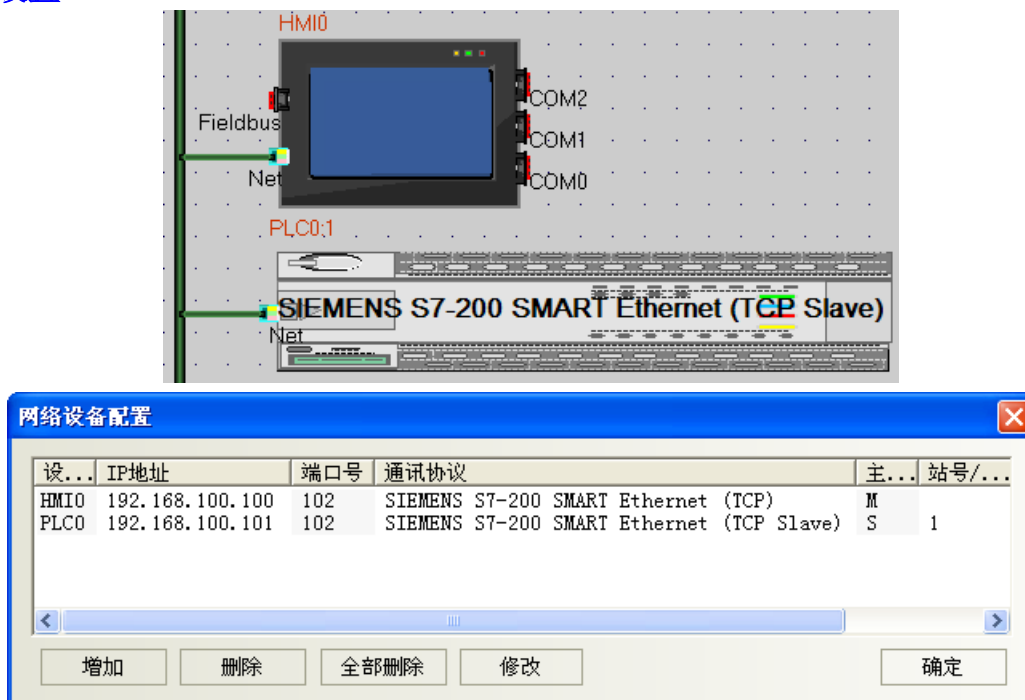 HMI0
COM2
Fieldbus
COM1
Net
COM0
PLC0:1
SIEMENS S7-200 SMART Ethernet (TCP Slave)
Net
网络设备配置
设... IP地址 端口号 通讯协议 主... 站号/...
HMI0 192.168.100.100 102 SIEMENS S7-200 SMART Ethernet (TCP) M
PLC0 192.168.100.101 102 SIEMENS S7-200 SMART Ethernet (TCP Slave) S 1
增加 删除 全部删除 修改 确定